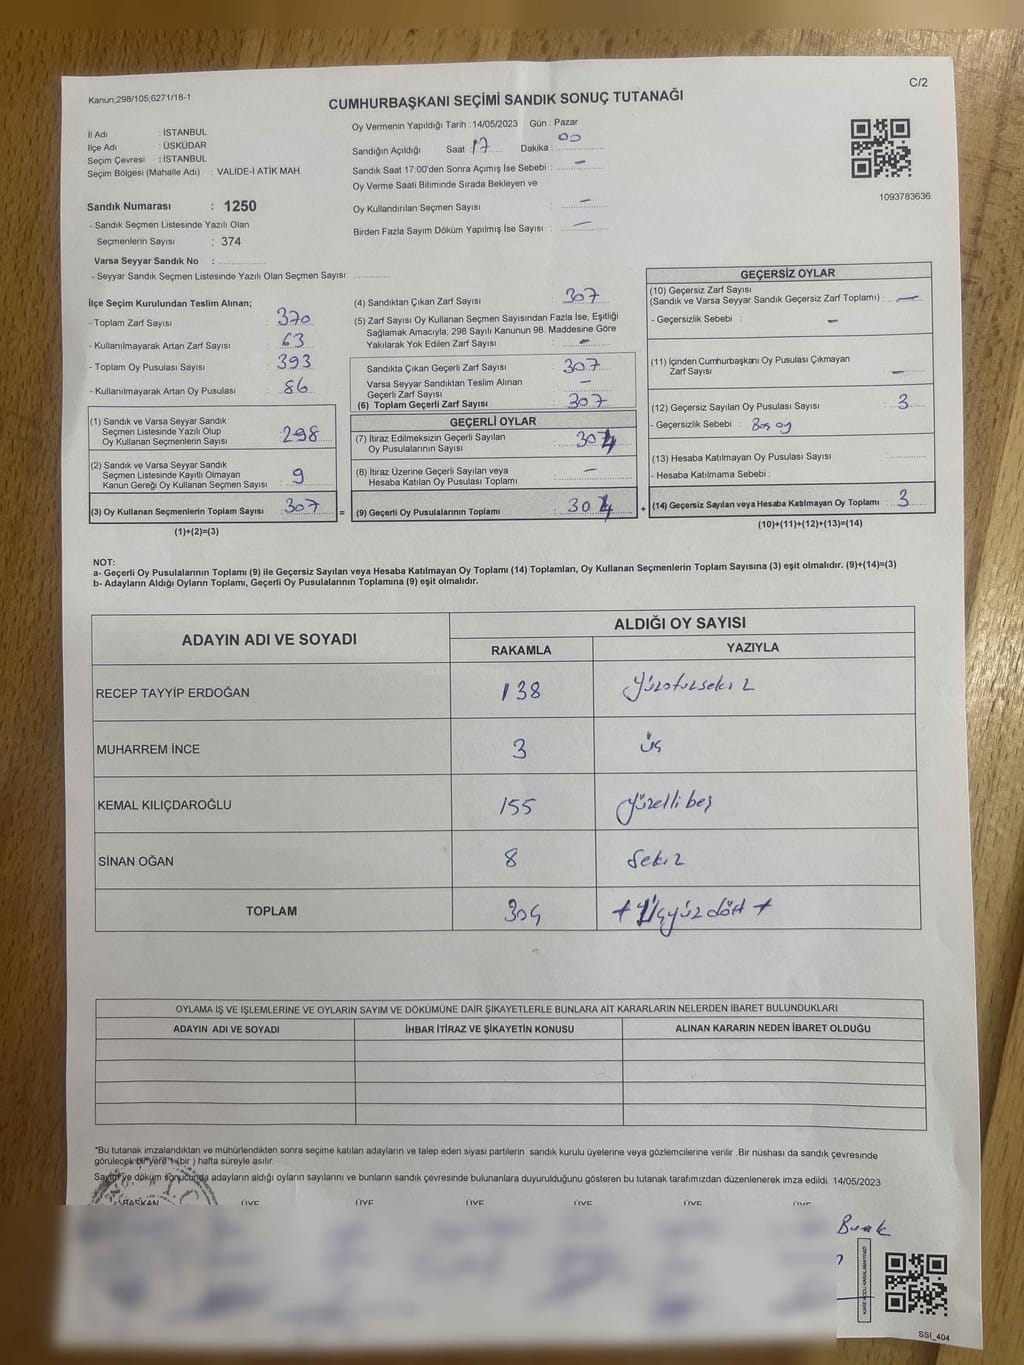 C/2
Kanun;298/105;6271/18-1
CUMHURBAŞKANI SEÇİMİ SANDIK SONUÇ TUTANAĞI
İl Adı : İSTANBUL
İlçe Adı : ÜSKÜDAR
Seçim Çevresi : İSTANBUL
Seçim Bölgesi (Mahalle Adı) : VALİDE-İ ATİK MAH.
Sandık Numarası : 1250
- Sandık Seçmen Listesinde Yazılı Olan
Seçmenlerin Sayısı : 374
Varsa Seyyar Sandık No :
- Seyyar Sandık Seçmen Listesinde Yazılı Olan Seçmen Sayısı:
Oy Vermenin Yapıldığı Tarih : 14/05/2023 Gün : Pazar
Sandığın Açıldığı Saat 17 Dakika : 00
Sandık Saat 17:00'den Sonra Açımış İse Sebebi : -
Oy Verme Saati Bitiminde Sırada Bekleyen ve
Oy Kullandırılan Seçmen Sayısı : -
Birden Fazla Sayım Döküm Yapılmış İse Sayısı : -
1093783636
İlçe Seçim Kurulundan Teslim Alınan;
- Toplam Zarf Sayısı : 370
- Kullanılmayarak Artan Zarf Sayısı : 63
- Toplam Oy Pusulası Sayısı : 393
- Kullanılmayarak Artan Oy Pusulası : 86
(1) Sandık ve Varsa Seyyar Sandık
Seçmen Listesinde Yazılı Olup
Oy Kullanan Seçmenlerin Sayısı : 298
(2) Sandık ve Varsa Seyyar Sandık
Seçmen Listesinde Kayıtlı Olmayan
Kanun Gereği Oy Kullanan Seçmen Sayısı : 9
(3) Oy Kullanan Seçmenlerin Toplam Sayısı : 307
(1)+(2)=(3)
(4) Sandıktan Çıkan Zarf Sayısı : 307
(5) Zarf Sayısı Oy Kullanan Seçmen Sayısından Fazla İse, Eşitliği
Sağlamak Amacıyla; 298 Sayılı Kanunun 98. Maddesine Göre
Yakılarak Yok Edilen Zarf Sayısı : -
Sandıkta Çıkan Geçerli Zarf Sayısı : 307
Varsa Seyyar Sandıktan Teslim Alınan
Geçerli Zarf Sayısı : -
(6) Toplam Geçerli Zarf Sayısı : 307
GEÇERLİ OYLAR
(7) İtiraz Edilmeksizin Geçerli Sayılan
Oy Pusulalarının Sayısı : 304
(8) İtiraz Üzerine Geçerli Sayılan veya
Hesaba Katılan Oy Pusulası Toplamı : -
= (9) Geçerli Oy Pusulalarının Toplamı : 304
GEÇERSİZ OYLAR
(10) Geçersiz Zarf Sayısı
(Sandık ve Varsa Seyyar Sandık Geçersiz Zarf Toplamı) : -
- Geçersizlik Sebebi : -
(11) İçinden Cumhurbaşkanı Oy Pusulası Çıkmayan
Zarf Sayısı : -
(12) Geçersiz Sayılan Oy Pusulası Sayısı : 3
- Geçersizlik Sebebi : Boş oy
(13) Hesaba Katılmayan Oy Pusulası Sayısı :
- Hesaba Katılmama Sebebi :
+ (14) Geçersiz Sayılan veya Hesaba Katılmayan Oy Toplamı : 3
(10)+(11)+(12)+(13)=(14)
NOT:
a- Geçerli Oy Pusulalarının Toplamı (9) ile Geçersiz Sayılan veya Hesaba Katılmayan Oy Toplamı (14) Toplamları, Oy Kullanan Seçmenlerin Toplam Sayısına (3) eşit olmalıdır. (9)+(14)=(3)
b- Adayların Aldığı Oyların Toplamı, Geçerli Oy Pusulalarının Toplamına (9) eşit olmalıdır.
ADAYIN ADI VE SOYADI
ALDIĞI OY SAYISI
RAKAMLA YAZIYLA
RECEP TAYYİP ERDOĞAN 138 yüzotuzsekiz
MUHARREM İNCE 3 üç
KEMAL KILIÇDAROĞLU 155 yüzelli beş
SİNAN OĞAN 8 sekiz
TOPLAM 304 + Üçyüz dört +
OYLAMA İŞ VE İŞLEMLERİNE VE OYLARIN SAYIM VE DÖKÜMÜNE DAİR ŞİKAYETLERLE BUNLARA AİT KARARLARIN NELERDEN İBARET BULUNDUKLARI
ADAYIN ADI VE SOYADI İHBAR İTİRAZ VE ŞİKAYETİN KONUSU ALINAN KARARIN NEDEN İBARET OLDUĞU
*Bu tutanak imzalandıktan ve mühürlendikten sonra seçime katılan adayların ve talep eden siyasi partilerin sandık kurulu üyelerine veya gözlemcilerine verilir .Bir nüshası da sandık çevresinde
görülecek bir yere 1 (bir ) hafta süreyle asılır.
Sayım ve döküm sonucunda adayların aldığı oyların sayılarını ve bunların sandık çevresinde bulunanlara duyurulduğunu gösteren bu tutanak tarafımızdan düzenlenerek imza edildi. 14/05/2023
BAŞKAN ÜYE ÜYE ÜYE ÜYE ÜYE ÜYE
Burak
SSI_404